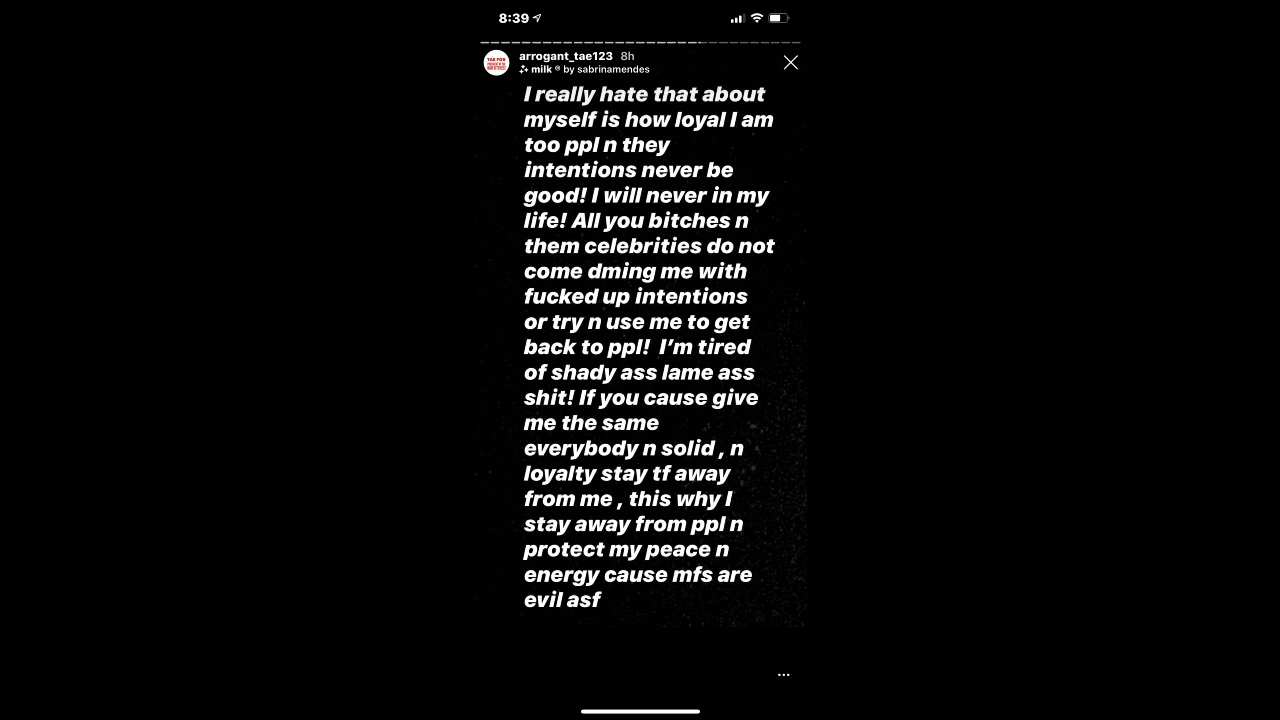 8:39
arrogant_tae123 8h
milk ® by sabrinamendes
I really hate that about
myself is how loyal I am
too ppl n they
intentions never be
good! I will never in my
life! All you bitches n
them celebrities do not
come dming me with
fucked up intentions
or try n use me to get
back to ppl!  I’m tired
of shady ass lame ass
shit! If you cause give
me the same
everybody n solid , n
loyalty stay tf away
from me , this why I
stay away from ppl n
protect my peace n
energy cause mfs are
evil asf